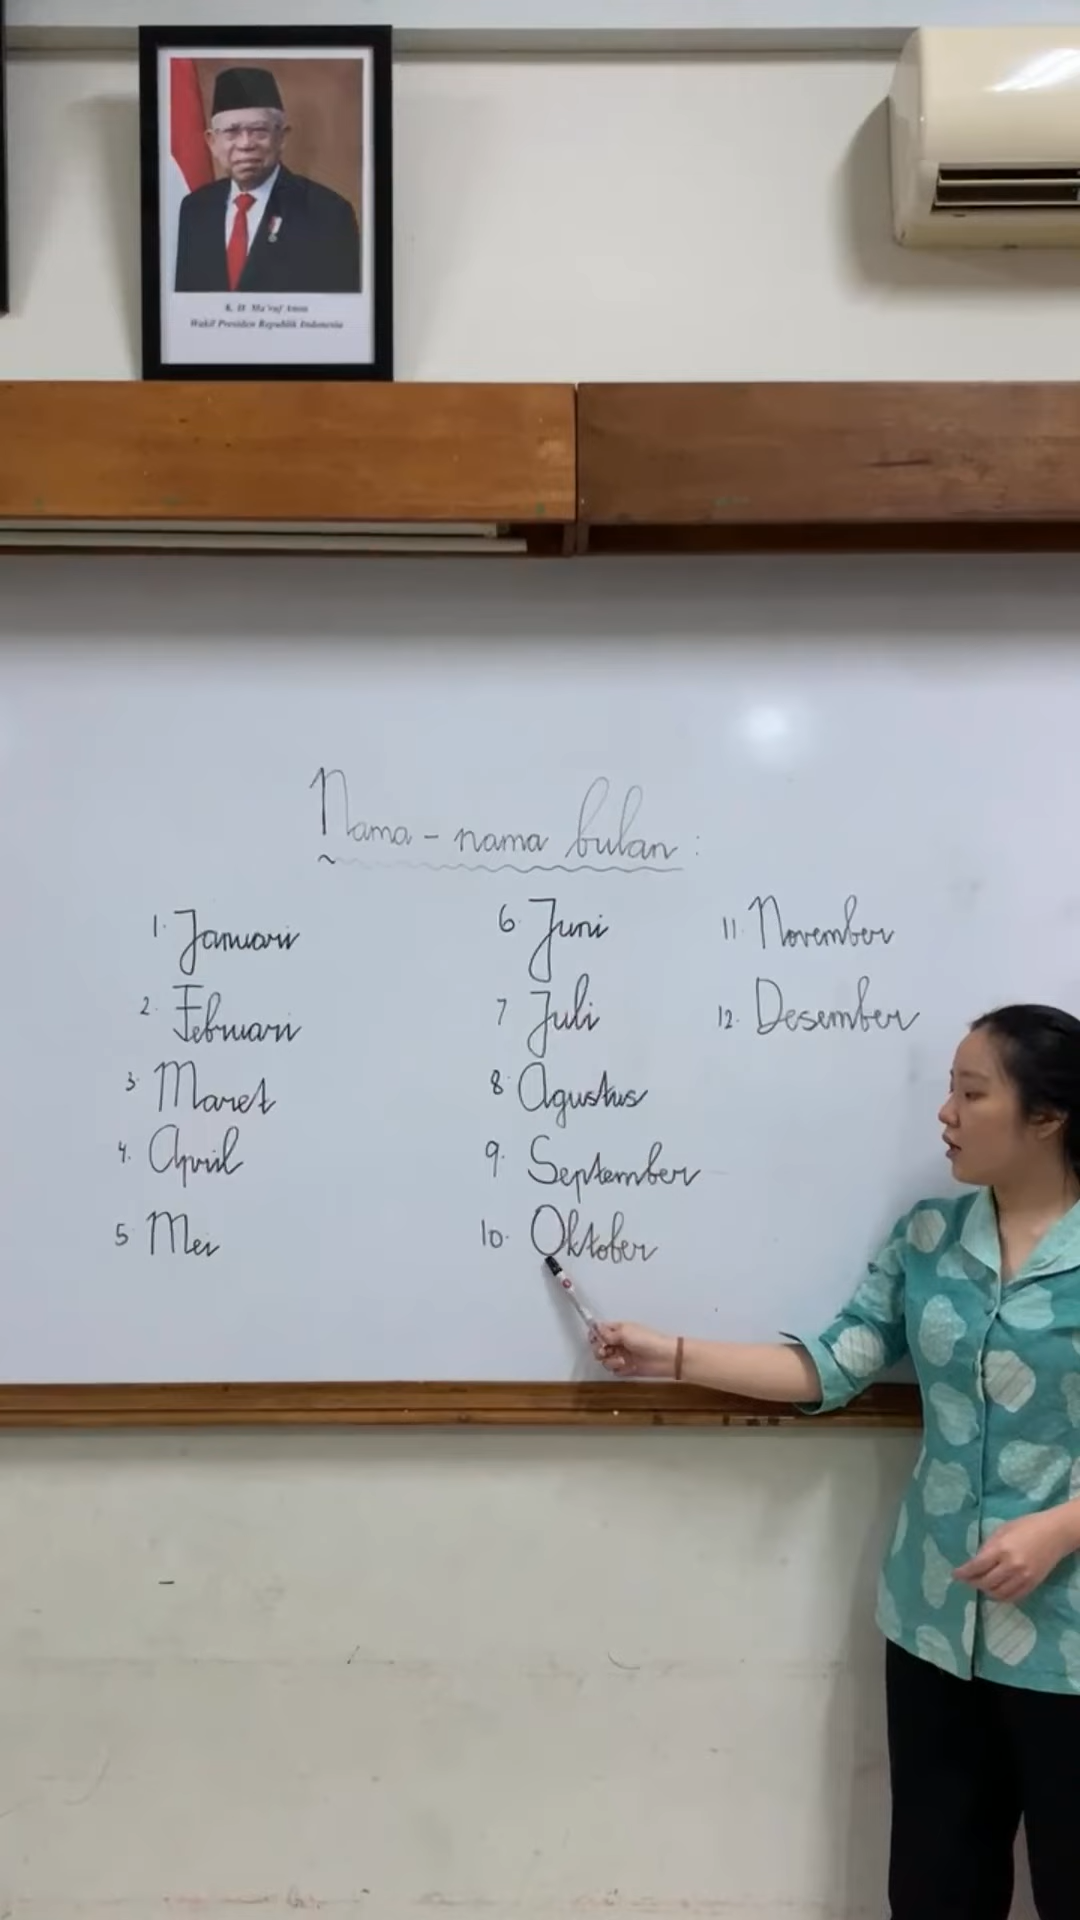 K. H Ma'ruf Amin
Wakil Presiden Republik Indonesia
Nama - nama bulan :
1. Januari
2. Februari
3. Maret
4. April
5 Mei
6. Juni
7 Juli
8. Agustus
9. September
10. Oktober
11. November
12. Desember